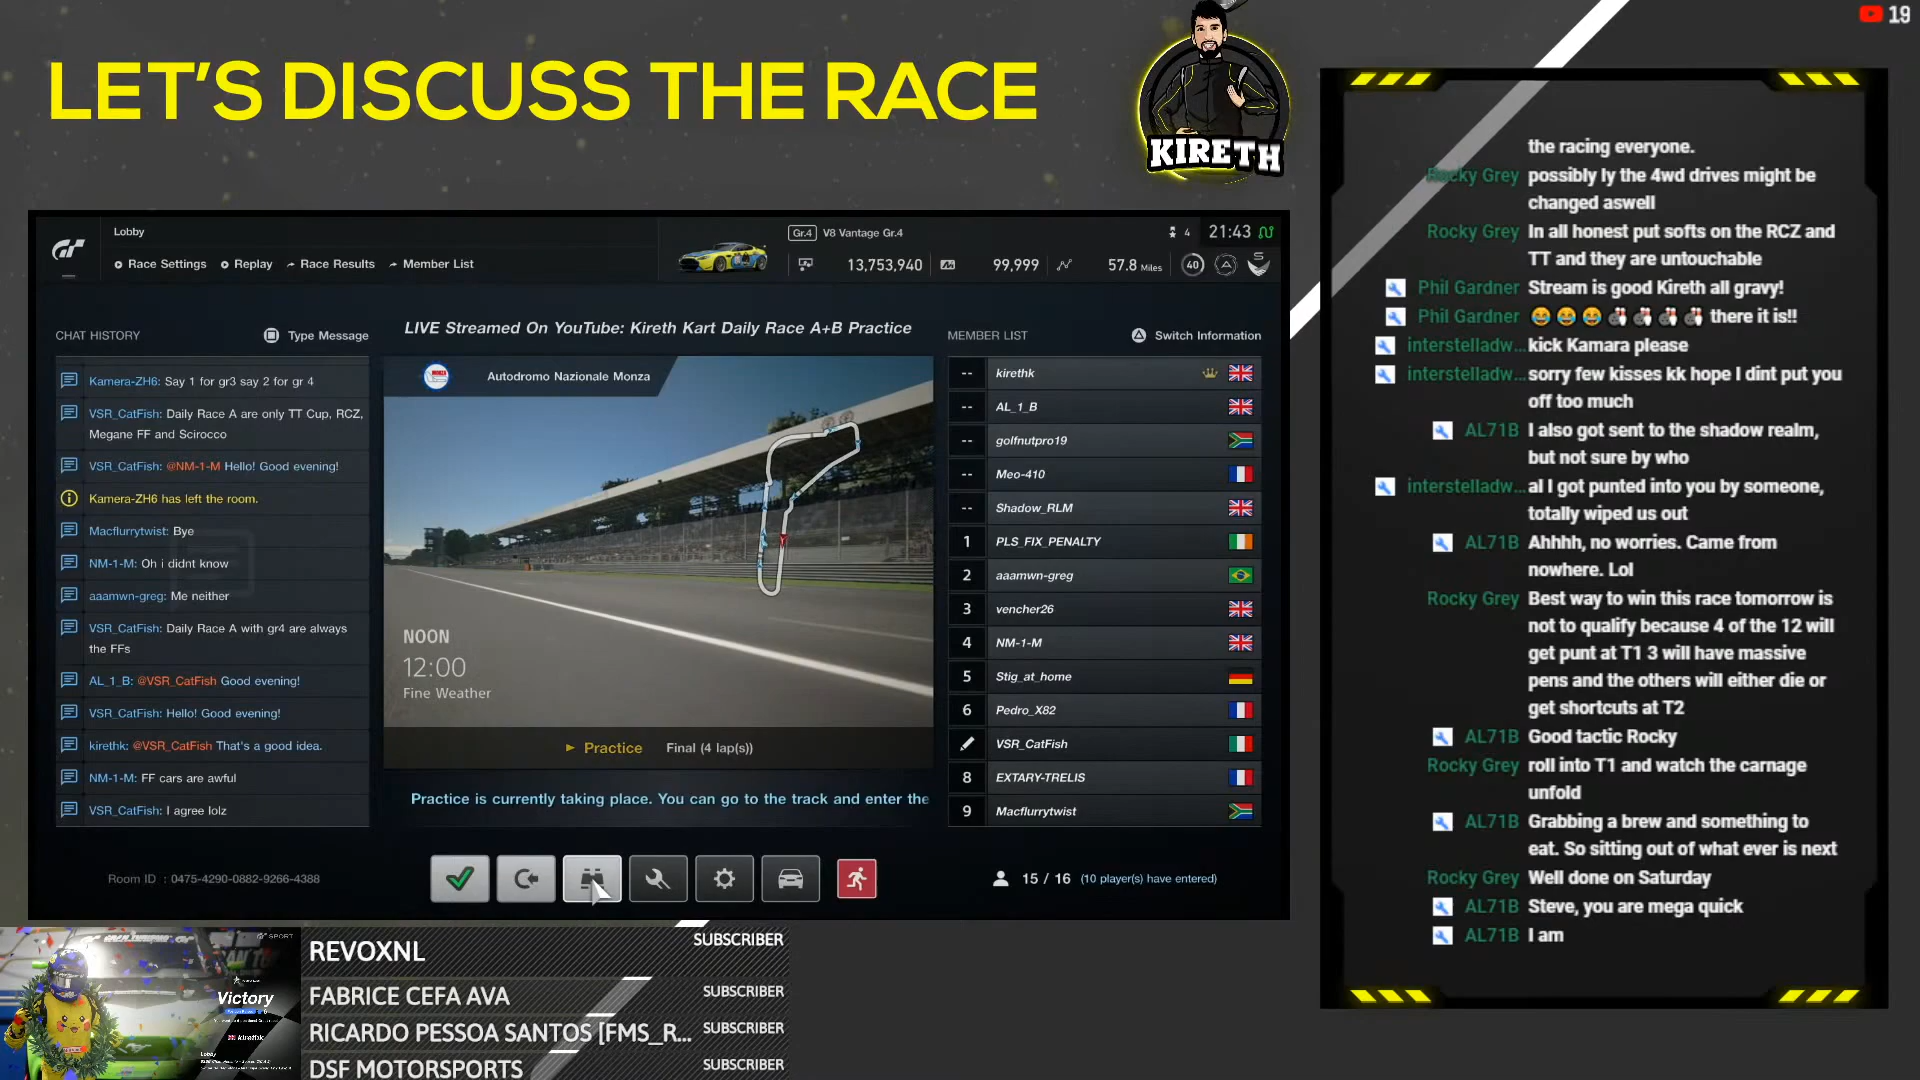 LET'S DISCUSS THE RACE
KIRETH
19
Lobby
Race Settings
Replay
Race Results
Member List
Gr.4 V8 Vantage Gr.4
13,753,940
99,999
57.8 Miles
4
21:43
40
S
CHAT HISTORY
Type Message
Kamera-ZH6: Say 1 for gr3 say 2 for gr 4
VSR_CatFish: Daily Race A are only TT Cup, RCZ,
Megane FF and Scirocco
VSR_CatFish: @NM-1-M Hello! Good evening!
Kamera-ZH6 has left the room.
Macflurrytwist: Bye
NM-1-M: Oh i didnt know
aaamwn-greg: Me neither
VSR_CatFish: Daily Race A with gr4 are always
the FFs
AL_1_B: @VSR_CatFish Good evening!
VSR_CatFish: Hello! Good evening!
kirethk: @VSR_CatFish That's a good idea.
NM-1-M: FF cars are awful
VSR_CatFish: I agree lolz
LIVE Streamed On YouTube: Kireth Kart Daily Race A+B Practice
Autodromo Nazionale Monza
NOON
12:00
Fine Weather
Practice
Final (4 lap(s))
Practice is currently taking place. You can go to the track and enter the
MEMBER LIST
Switch Information
-- kirethk
-- AL_1_B
-- golfnutpro19
-- Meo-410
-- Shadow_RLM
1 PLS_FIX_PENALTY
2 aaamwn-greg
3 vencher26
4 NM-1-M
5 Stig_at_home
6 Pedro_X82
VSR_CatFish
8 EXTARY-TRELIS
9 Macflurrytwist
Room ID : 0475-4290-0882-9266-4388
15 / 16 (10 player(s) have entered)
the racing everyone.
Rocky Grey possibly ly the 4wd drives might be
changed aswell
Rocky Grey In all honest put softs on the RCZ and
TT and they are untouchable
Phil Gardner Stream is good Kireth all gravy!
Phil Gardner 😂😂😂🎳🎳🎳🎳 there it is!!
interstelladw... kick Kamara please
interstelladw... sorry few kisses kk hope I dint put you
off too much
AL71B I also got sent to the shadow realm,
but not sure by who
interstelladw... al I got punted into you by someone,
totally wiped us out
AL71B Ahhhh, no worries. Came from
nowhere. Lol
Rocky Grey Best way to win this race tomorrow is
not to qualify because 4 of the 12 will
get punt at T1 3 will have massive
pens and the others will either die or
get shortcuts at T2
AL71B Good tactic Rocky
Rocky Grey roll into T1 and watch the carnage
unfold
AL71B Grabbing a brew and something to
eat. So sitting out of what ever is next
Rocky Grey Well done on Saturday
AL71B Steve, you are mega quick
AL71B I am
SPORT
Victory
kirethk
Lobby
REVOXNL SUBSCRIBER
FABRICE CEFA AVA SUBSCRIBER
RICARDO PESSOA SANTOS [FMS_R... SUBSCRIBER
DSF MOTORSPORTS SUBSCRIBER